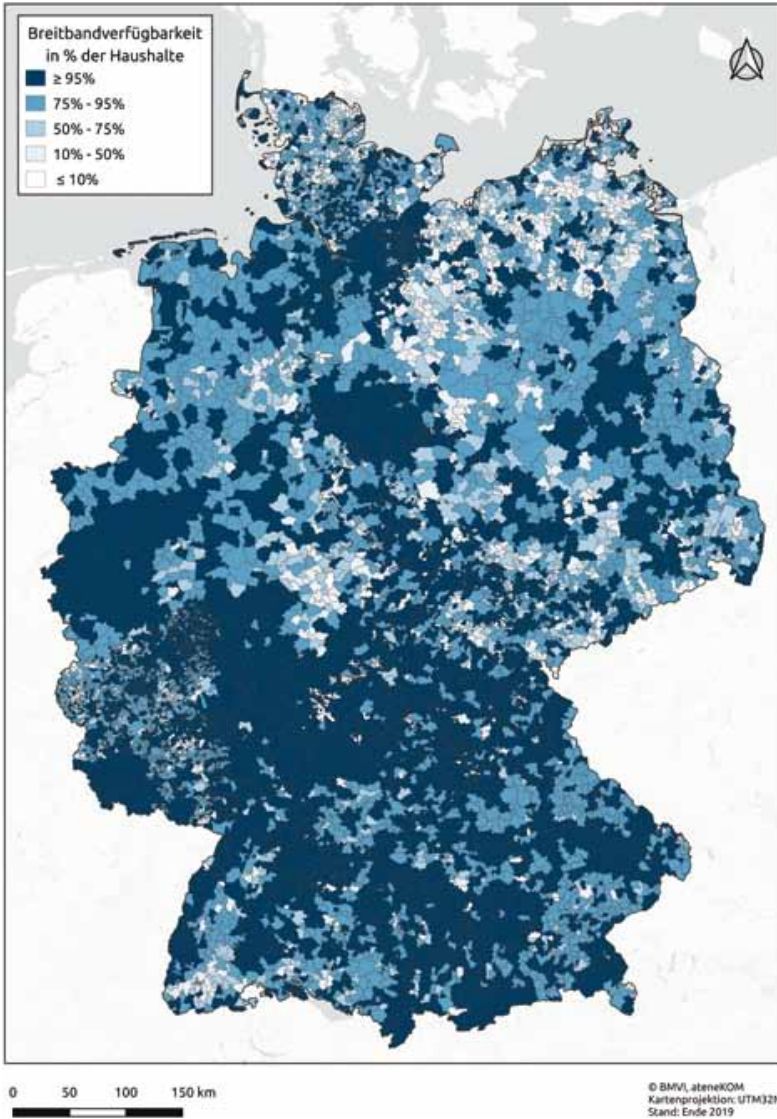 Breitbandverfügbarkeit
in % der Haushalte
≥ 95%
75% - 95%
50% - 75%
10% - 50%
≤ 10%
0 50 100 150 km
© BMVI, ateneKOM
Kartenprojektion: UTM32N
Stand: Ende 2019